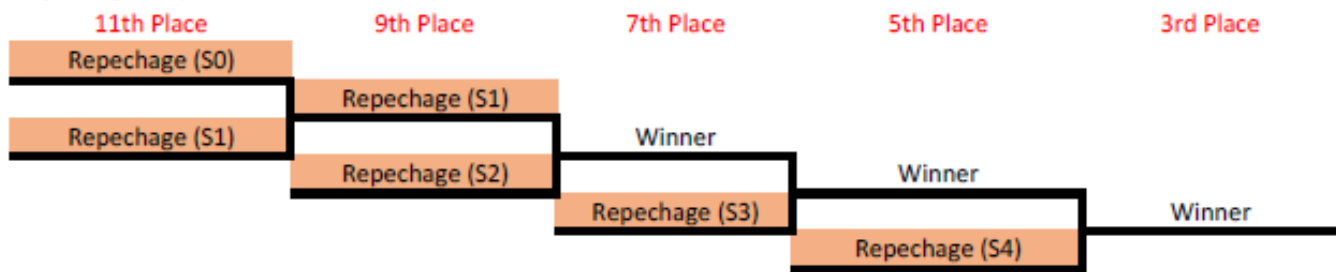 11th Place 9th Place 7th Place 5th Place 3rd Place
Repechage (S0)
Repechage (S1)
Repechage (S1) Winner
Repechage (S2) Winner
Repechage (S3) Winner
Repechage (S4)